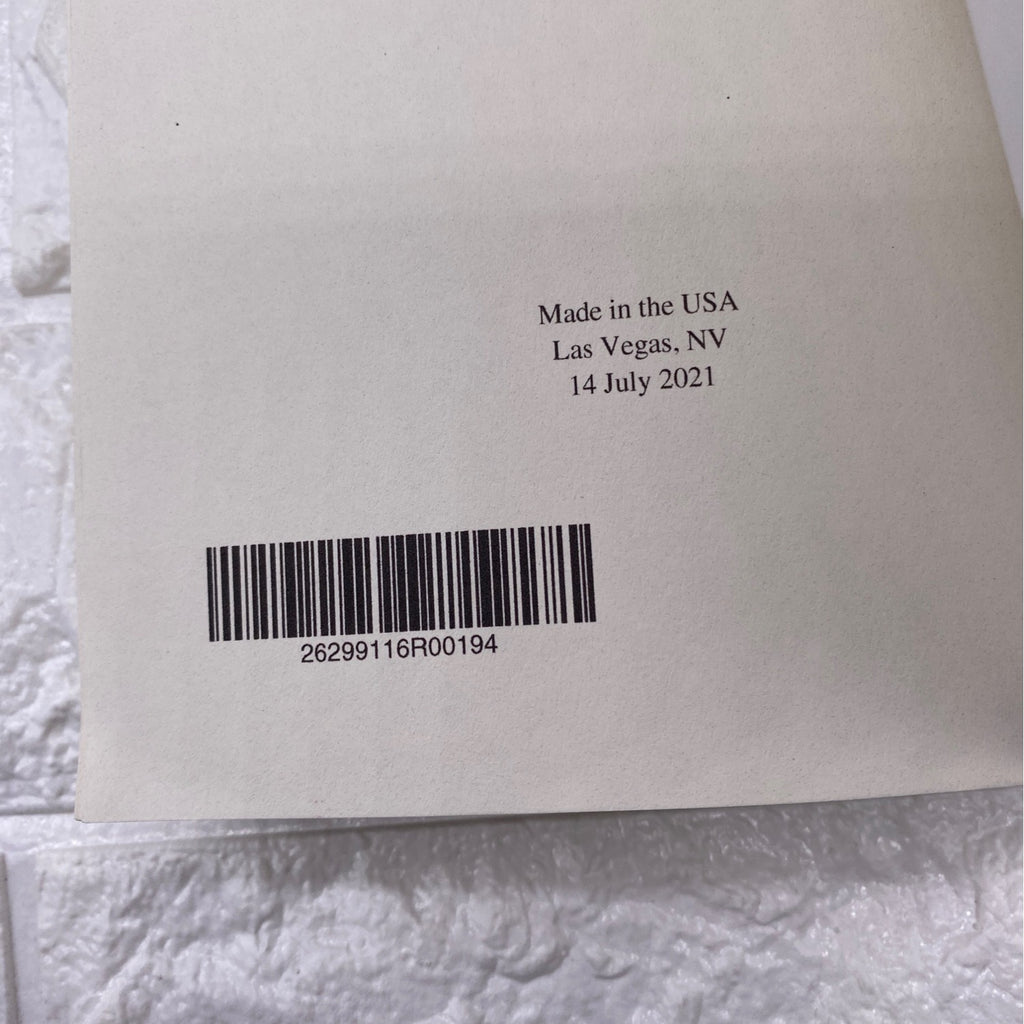 Made in the USA
Las Vegas, NV
14 July 2021
26299116R00194